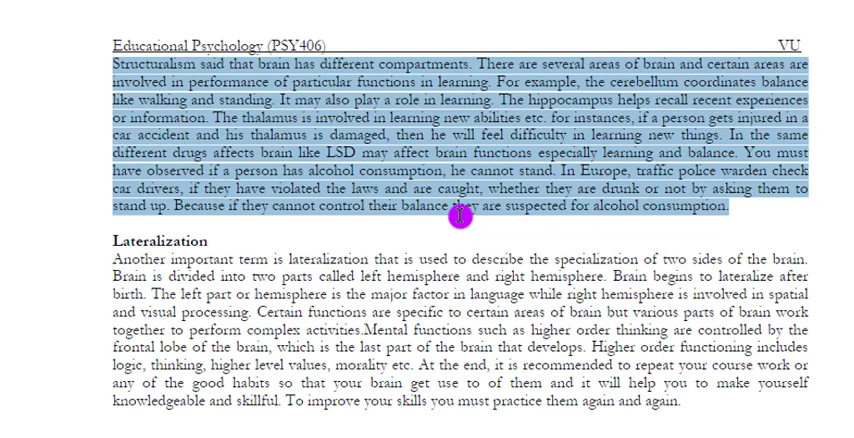 Educational Psychology (PSY406) VU
Structuralism said that brain has different compartments. There are several areas of brain and certain areas are
involved in performance of particular functions in learning. For example, the cerebellum coordinates balance
like walking and standing. It may also play a role in learning. The hippocampus helps recall recent experiences
or information. The thalamus is involved in learning new abilities etc. for instances, if a person gets injured in a
car accident and his thalamus is damaged, then he will feel difficulty in learning new things. In the same
different drugs affects brain like LSD may affect brain functions especially learning and balance. You must
have observed if a person has alcohol consumption, he cannot stand. In Europe, traffic police warden check
car drivers, if they have violated the laws and are caught, whether they are drunk or not by asking them to
stand up. Because if they cannot control their balance they are suspected for alcohol consumption.
Lateralization
Another important term is lateralization that is used to describe the specialization of two sides of the brain.
Brain is divided into two parts called left hemisphere and right hemisphere. Brain begins to lateralize after
birth. The left part or hemisphere is the major factor in language while right hemisphere is involved in spatial
and visual processing. Certain functions are specific to certain areas of brain but various parts of brain work
together to perform complex activities.Mental functions such as higher order thinking are controlled by the
frontal lobe of the brain, which is the last part of the brain that develops. Higher order functioning includes
logic, thinking, higher level values, morality etc. At the end, it is recommended to repeat your course work or
any of the good habits so that your brain get use to of them and it will help you to make yourself
knowledgeable and skillful. To improve your skills you must practice them again and again.